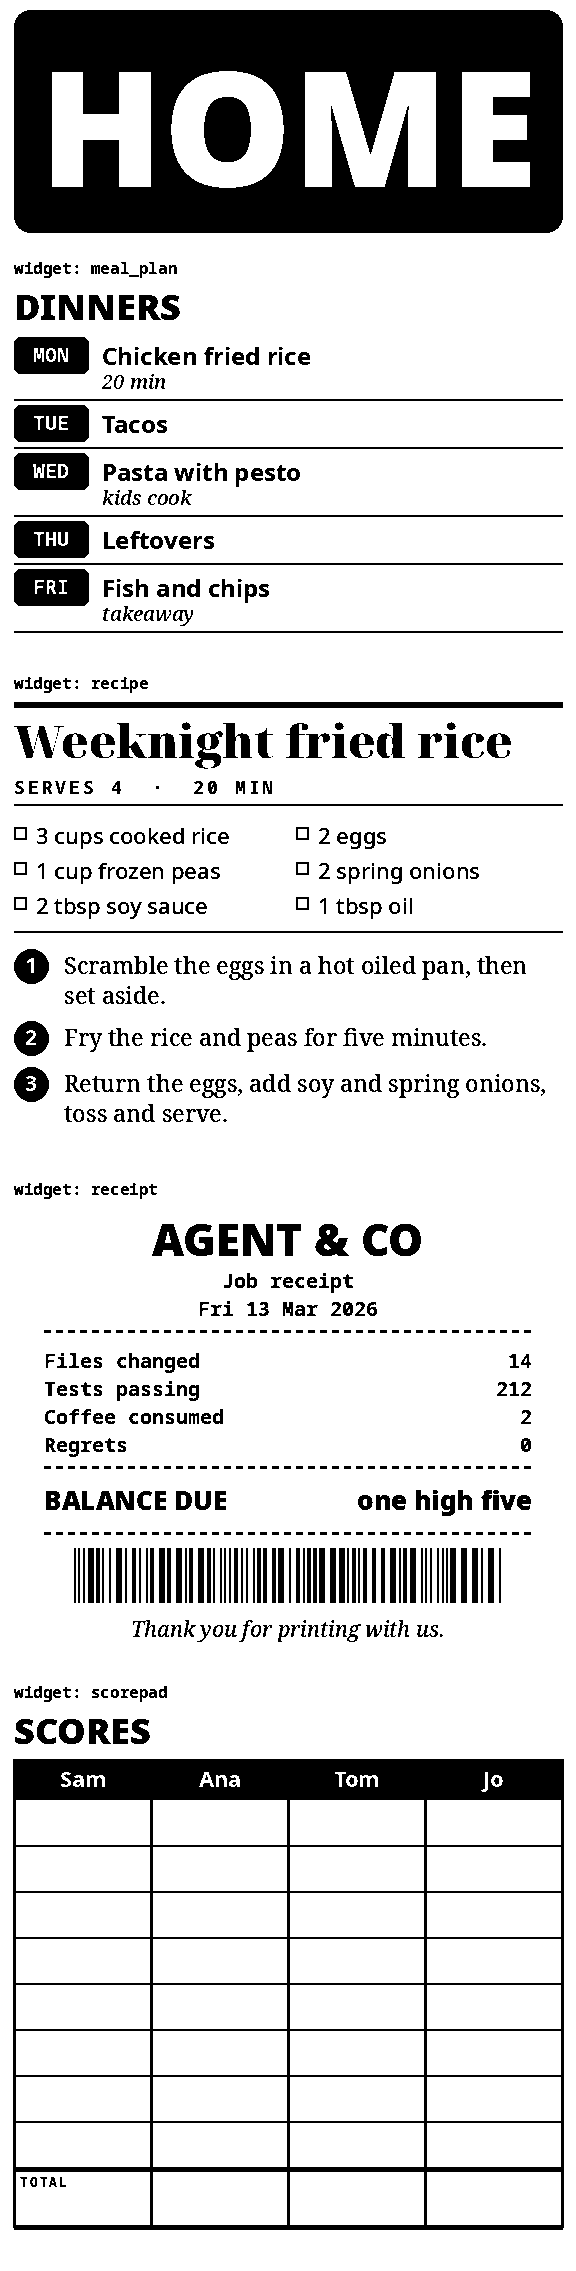 HOME
widget: meal_plan
DINNERS
MON Chicken fried rice
20 min
TUE Tacos
WED Pasta with pesto
kids cook
THU Leftovers
FRI Fish and chips
takeaway
widget: recipe
Weeknight fried rice
SERVES 4 · 20 MIN
3 cups cooked rice 2 eggs
1 cup frozen peas 2 spring onions
2 tbsp soy sauce 1 tbsp oil
1 Scramble the eggs in a hot oiled pan, then
set aside.
2 Fry the rice and peas for five minutes.
3 Return the eggs, add soy and spring onions,
toss and serve.
widget: receipt
AGENT & CO
Job receipt
Fri 13 Mar 2026
Files changed 14
Tests passing 212
Coffee consumed 2
Regrets 0
BALANCE DUE one high five
Thank you for printing with us.
widget: scorepad
SCORES
Sam Ana Tom Jo
TOTAL